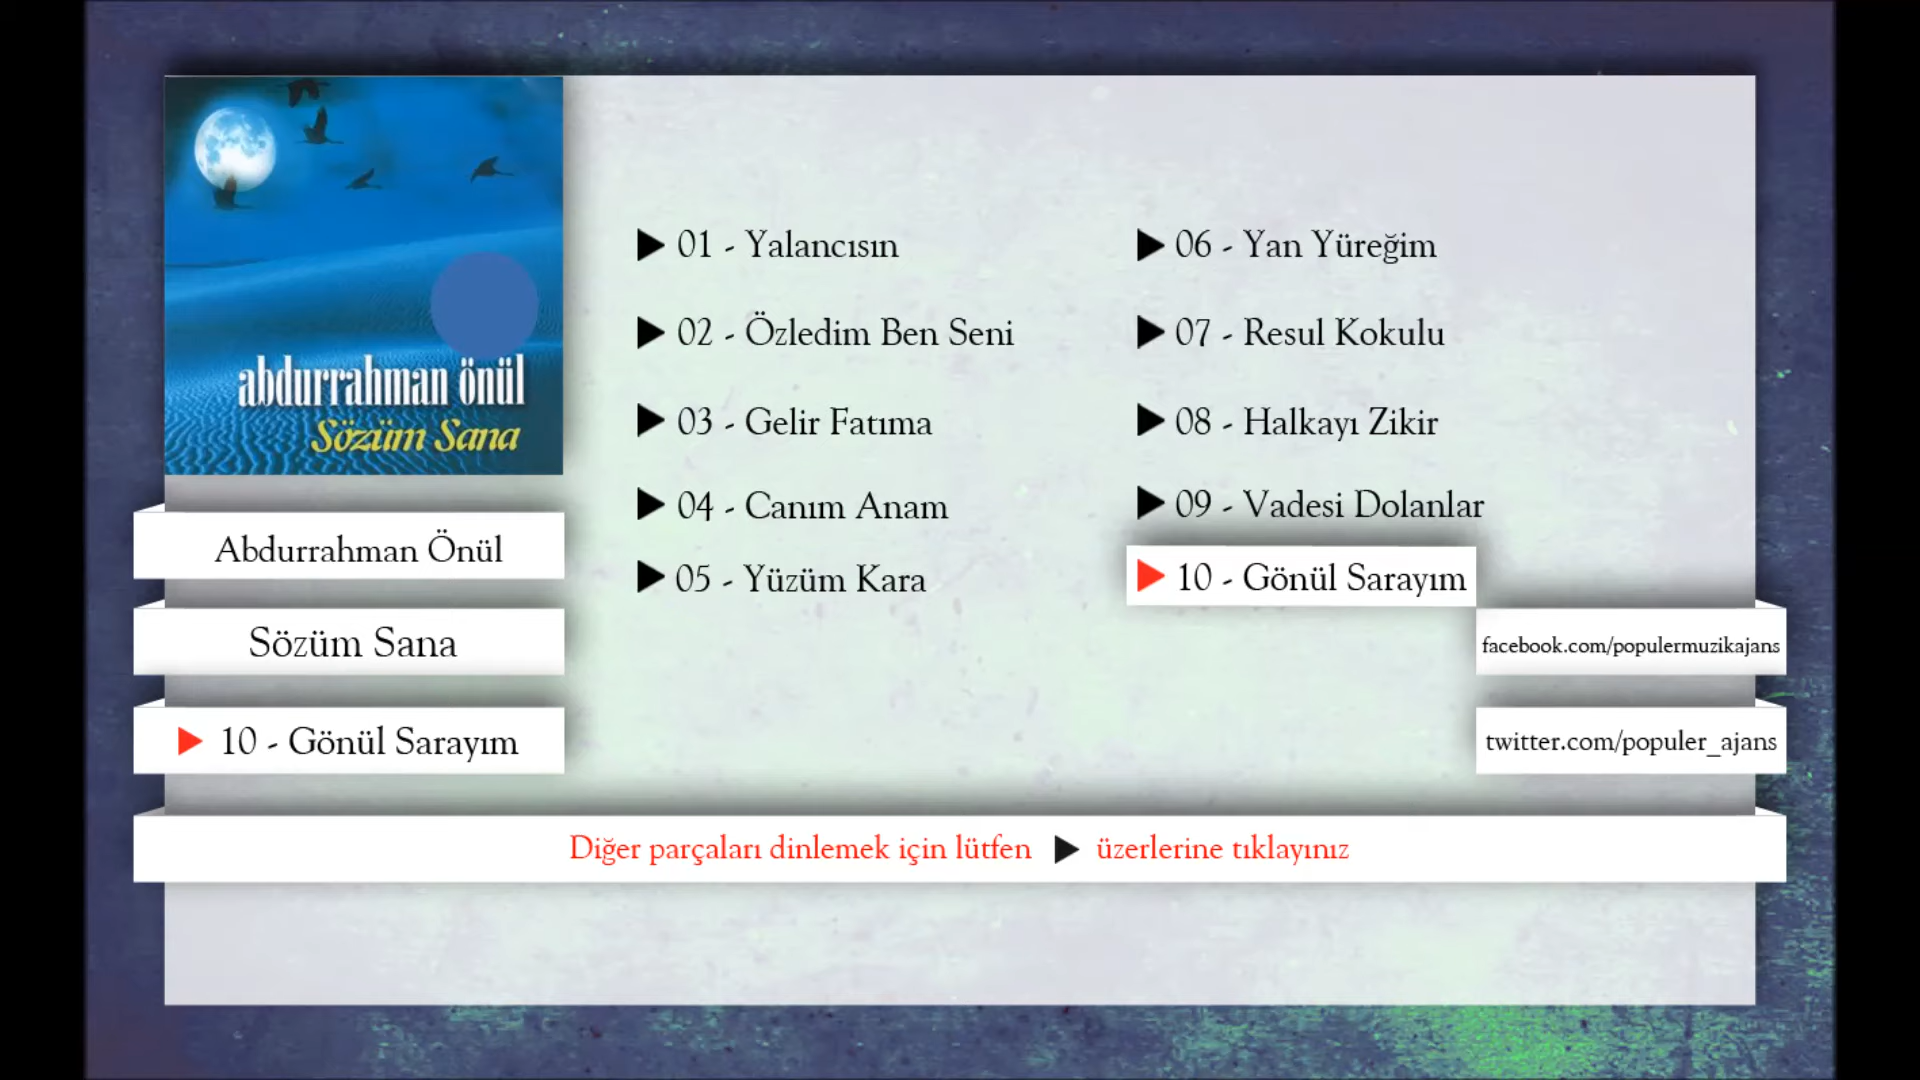 abdurrahman önül
Sözüm Sana
Abdurrahman Önül
Sözüm Sana
10 - Gönül Sarayım
01 - Yalancısın
02 - Özledim Ben Seni
03 - Gelir Fatıma
04 - Canım Anam
05 - Yüzüm Kara
06 - Yan Yüreğim
07 - Resul Kokulu
08 - Halkayı Zikir
09 - Vadesi Dolanlar
10 - Gönül Sarayım
facebook.com/populermuzikajans
twitter.com/populer_ajans
Diğer parçaları dinlemek için lütfen üzerlerine tıklayınız